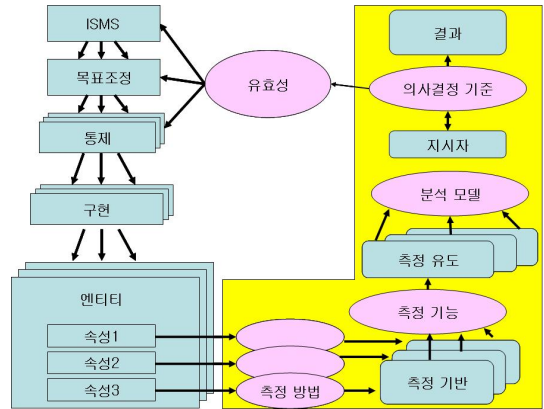 ISMS
목표조정
통제
구현
엔티티
속성1
속성2
속성3
유효성
결과
의사결정 기준
지시자
분석 모델
측정 유도
측정 기능
측정 기반
측정 방법